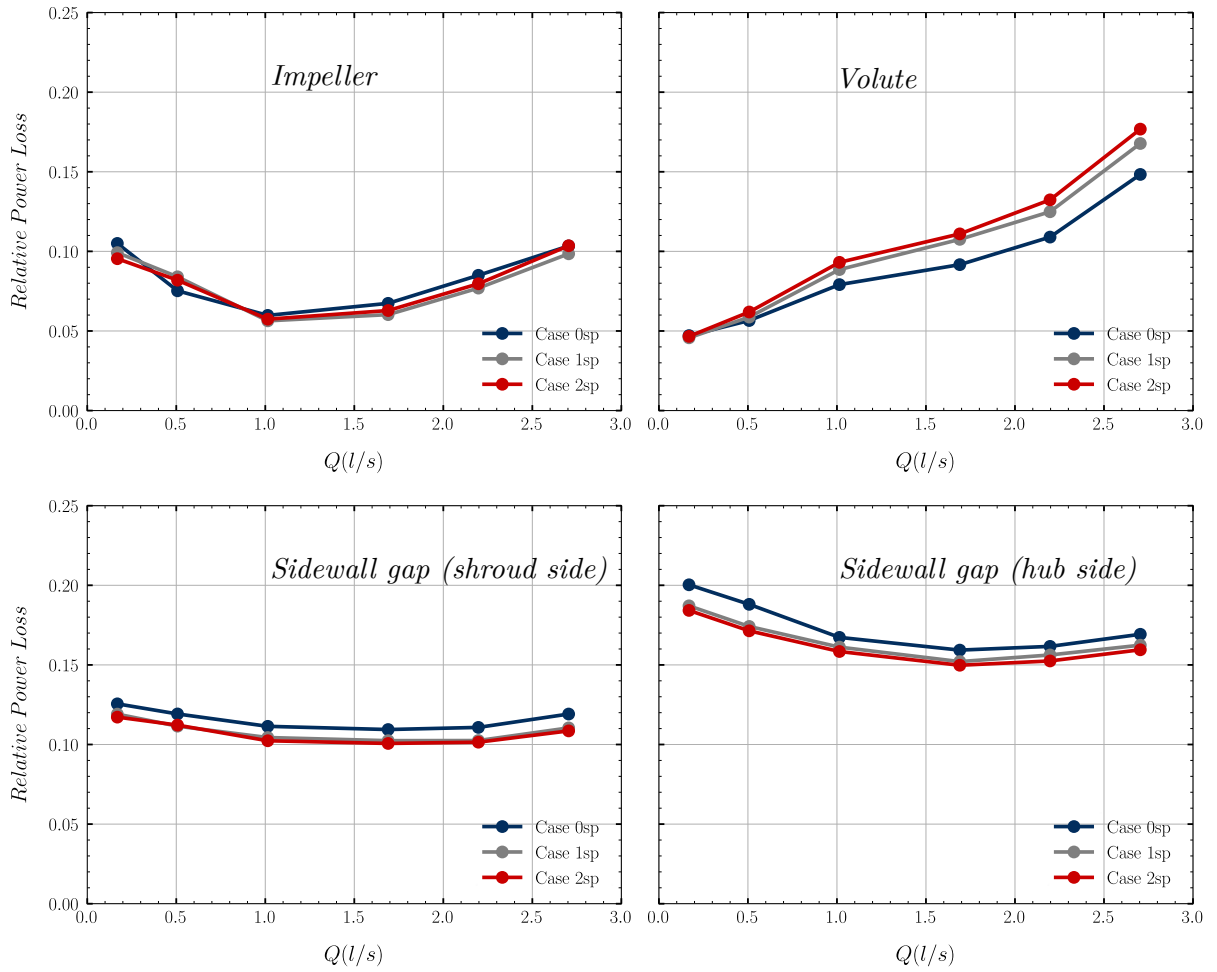 Impeller
Relative Power Loss
0.25
0.20
0.15
0.10
0.05
0.00
Case 0sp
Case 1sp
Case 2sp
0.0 0.5 1.0 1.5 2.0 2.5 3.0
Q(l/s)
Volute
Case 0sp
Case 1sp
Case 2sp
0.0 0.5 1.0 1.5 2.0 2.5 3.0
Q(l/s)
Sidewall gap (shroud side)
Relative Power Loss
0.25
0.20
0.15
0.10
0.05
0.00
Case 0sp
Case 1sp
Case 2sp
0.0 0.5 1.0 1.5 2.0 2.5 3.0
Q(l/s)
Sidewall gap (hub side)
Case 0sp
Case 1sp
Case 2sp
0.0 0.5 1.0 1.5 2.0 2.5 3.0
Q(l/s)